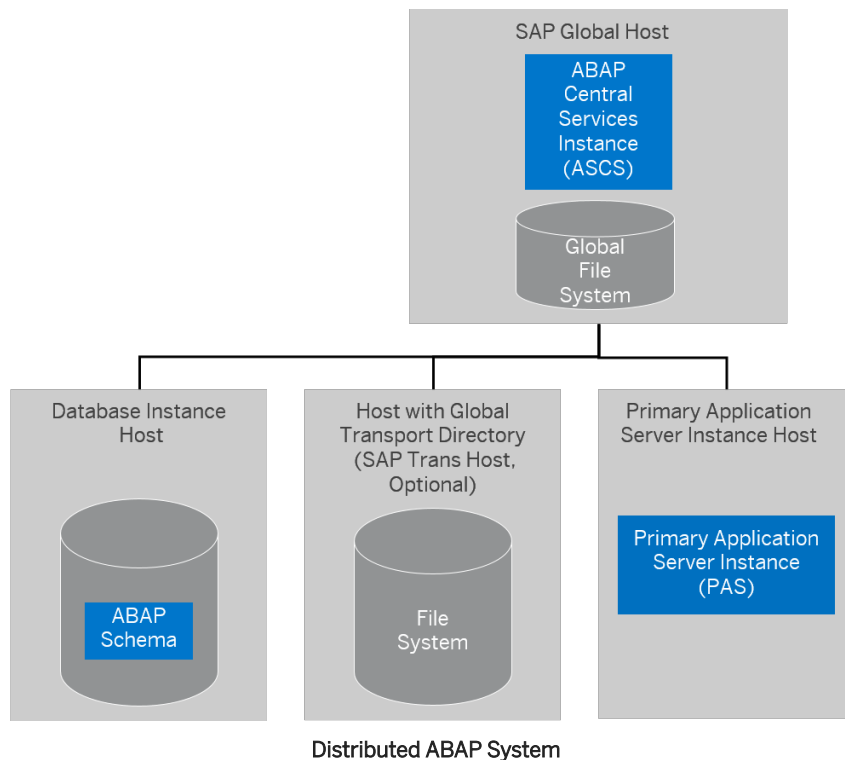 SAP Global Host
ABAP
Central
Services
Instance
(ASCS)
Global
File
System
Database Instance
Host
ABAP
Schema
Host with Global
Transport Directory
(SAP Trans Host,
Optional)
File
System
Primary Application
Server Instance Host
Primary Application
Server Instance
(PAS)
Distributed ABAP System